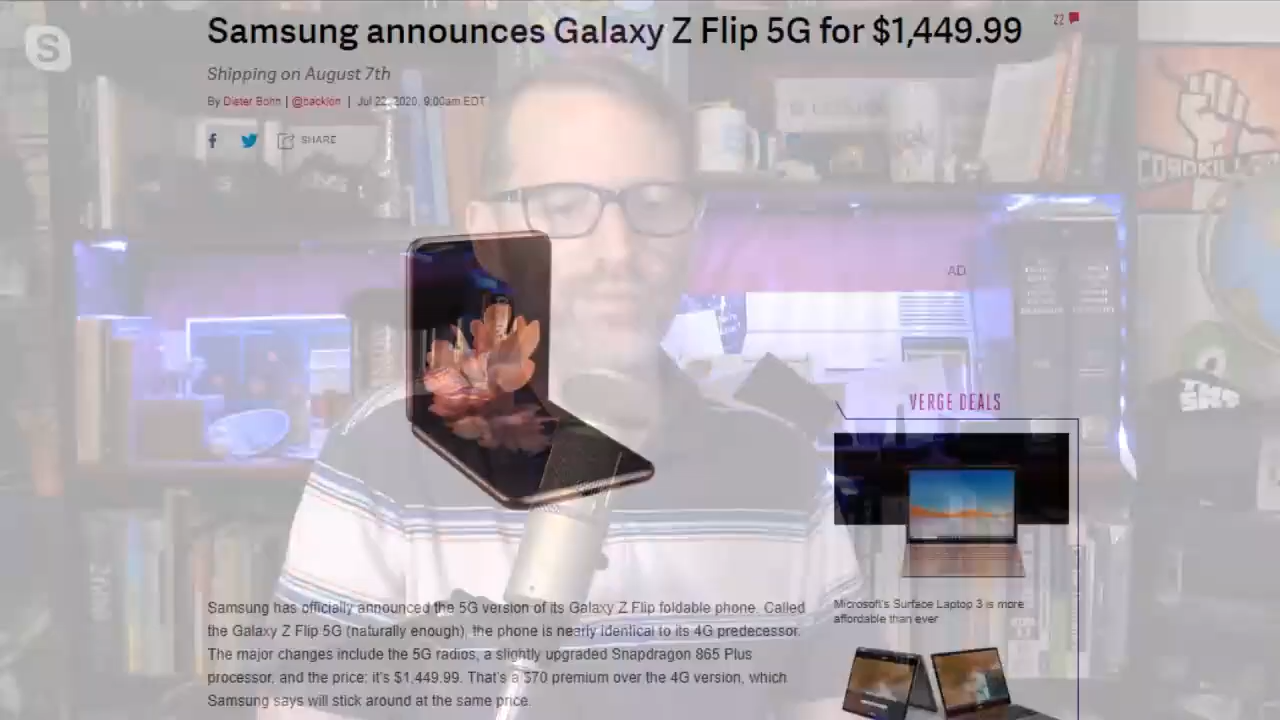 Samsung announces Galaxy Z Flip 5G for $1,449.99
22
Shipping on August 7th
By Dieter Bohn | @backlon | Jul 22, 2020, 9:00am EDT
SHARE
CORDKILL
AD
VERGE DEALS
Samsung has officially announced the 5G version of its Galaxy Z Flip foldable phone. Called
the Galaxy Z Flip 5G (naturally enough), the phone is nearly identical to its 4G predecessor.
The major changes include the 5G radios, a slightly upgraded Snapdragon 865 Plus
processor, and the price: it's $1,449.99. That's a $70 premium over the 4G version, which
Samsung says will stick around at the same price.
Microsoft's Surface Laptop 3 is more
affordable than ever